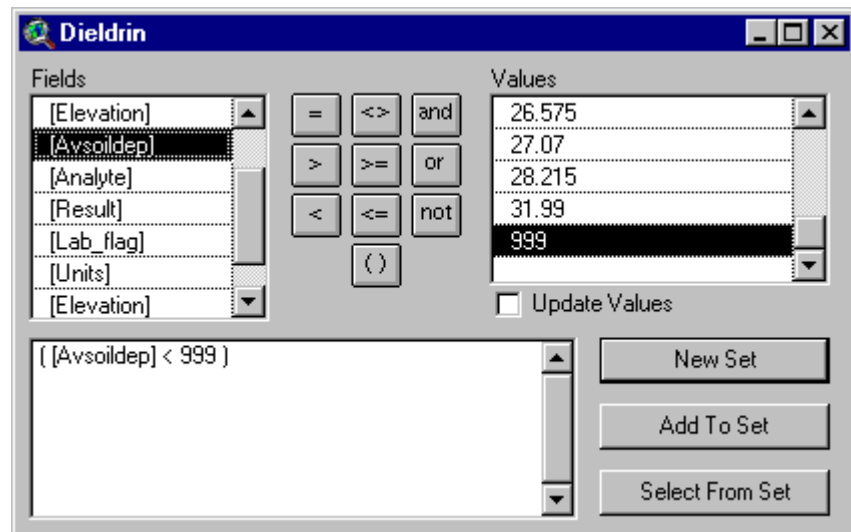 Dieldrin
Fields
[Elevation]
[Avsoildep]
[Analyte]
[Result]
[Lab_flag]
[Units]
[Elevation]
= <> and
> >= or
< <= not
( )
Values
26.575
27.07
28.215
31.99
999
Update Values
( [Avsoildep] < 999 )
New Set
Add To Set
Select From Set